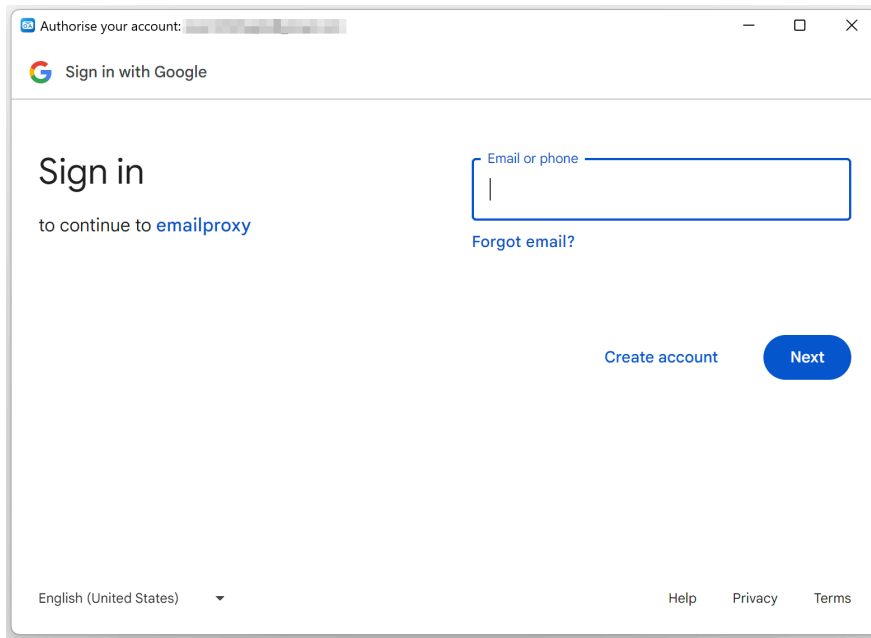 Authorise your account:
Sign in with Google
Sign in
to continue to emailproxy
Email or phone
Forgot email?
Create account
Next
English (United States)
Help
Privacy
Terms